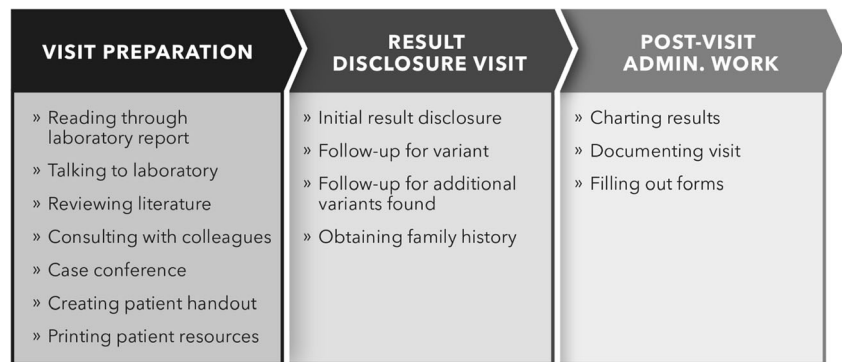 VISIT PREPARATION
» Reading through
laboratory report
» Talking to laboratory
» Reviewing literature
» Consulting with colleagues
» Case conference
» Creating patient handout
» Printing patient resources
RESULT
DISCLOSURE VISIT
» Initial result disclosure
» Follow-up for variant
» Follow-up for additional
variants found
» Obtaining family history
POST-VISIT
ADMIN. WORK
» Charting results
» Documenting visit
» Filling out forms